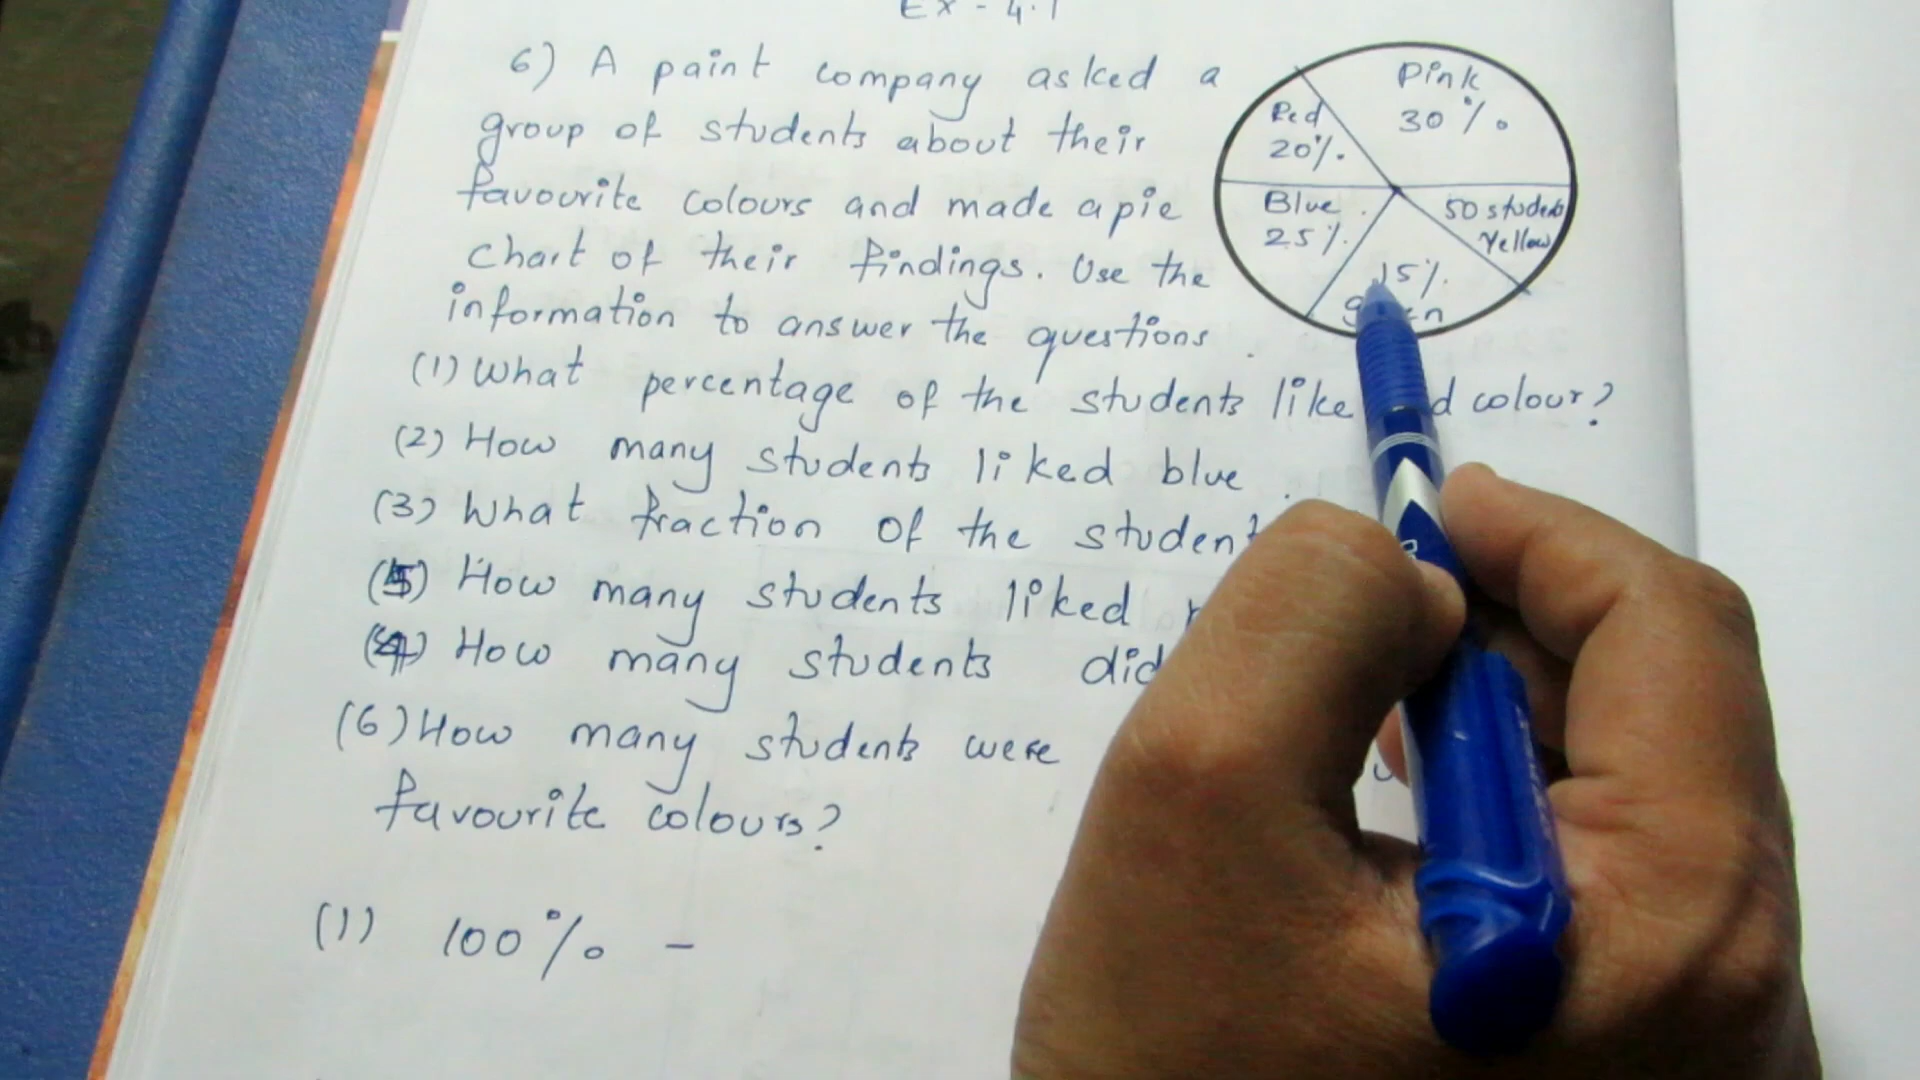 Ex - 4.1
6) A paint company asked a
group of students about their
favourite colours and made a pie
chart of their findings. Use the
information to answer the questions.
Pink
30%
Red
20%.
Blue
25%.
50 students
Yellow
15%.
(1) What percentage of the students like colour?
(2) How many students liked blue.
(3) What fraction of the student
(5) How many students liked
(4) How many students did
(6) How many students were
favourite colours?
(1) 100% -